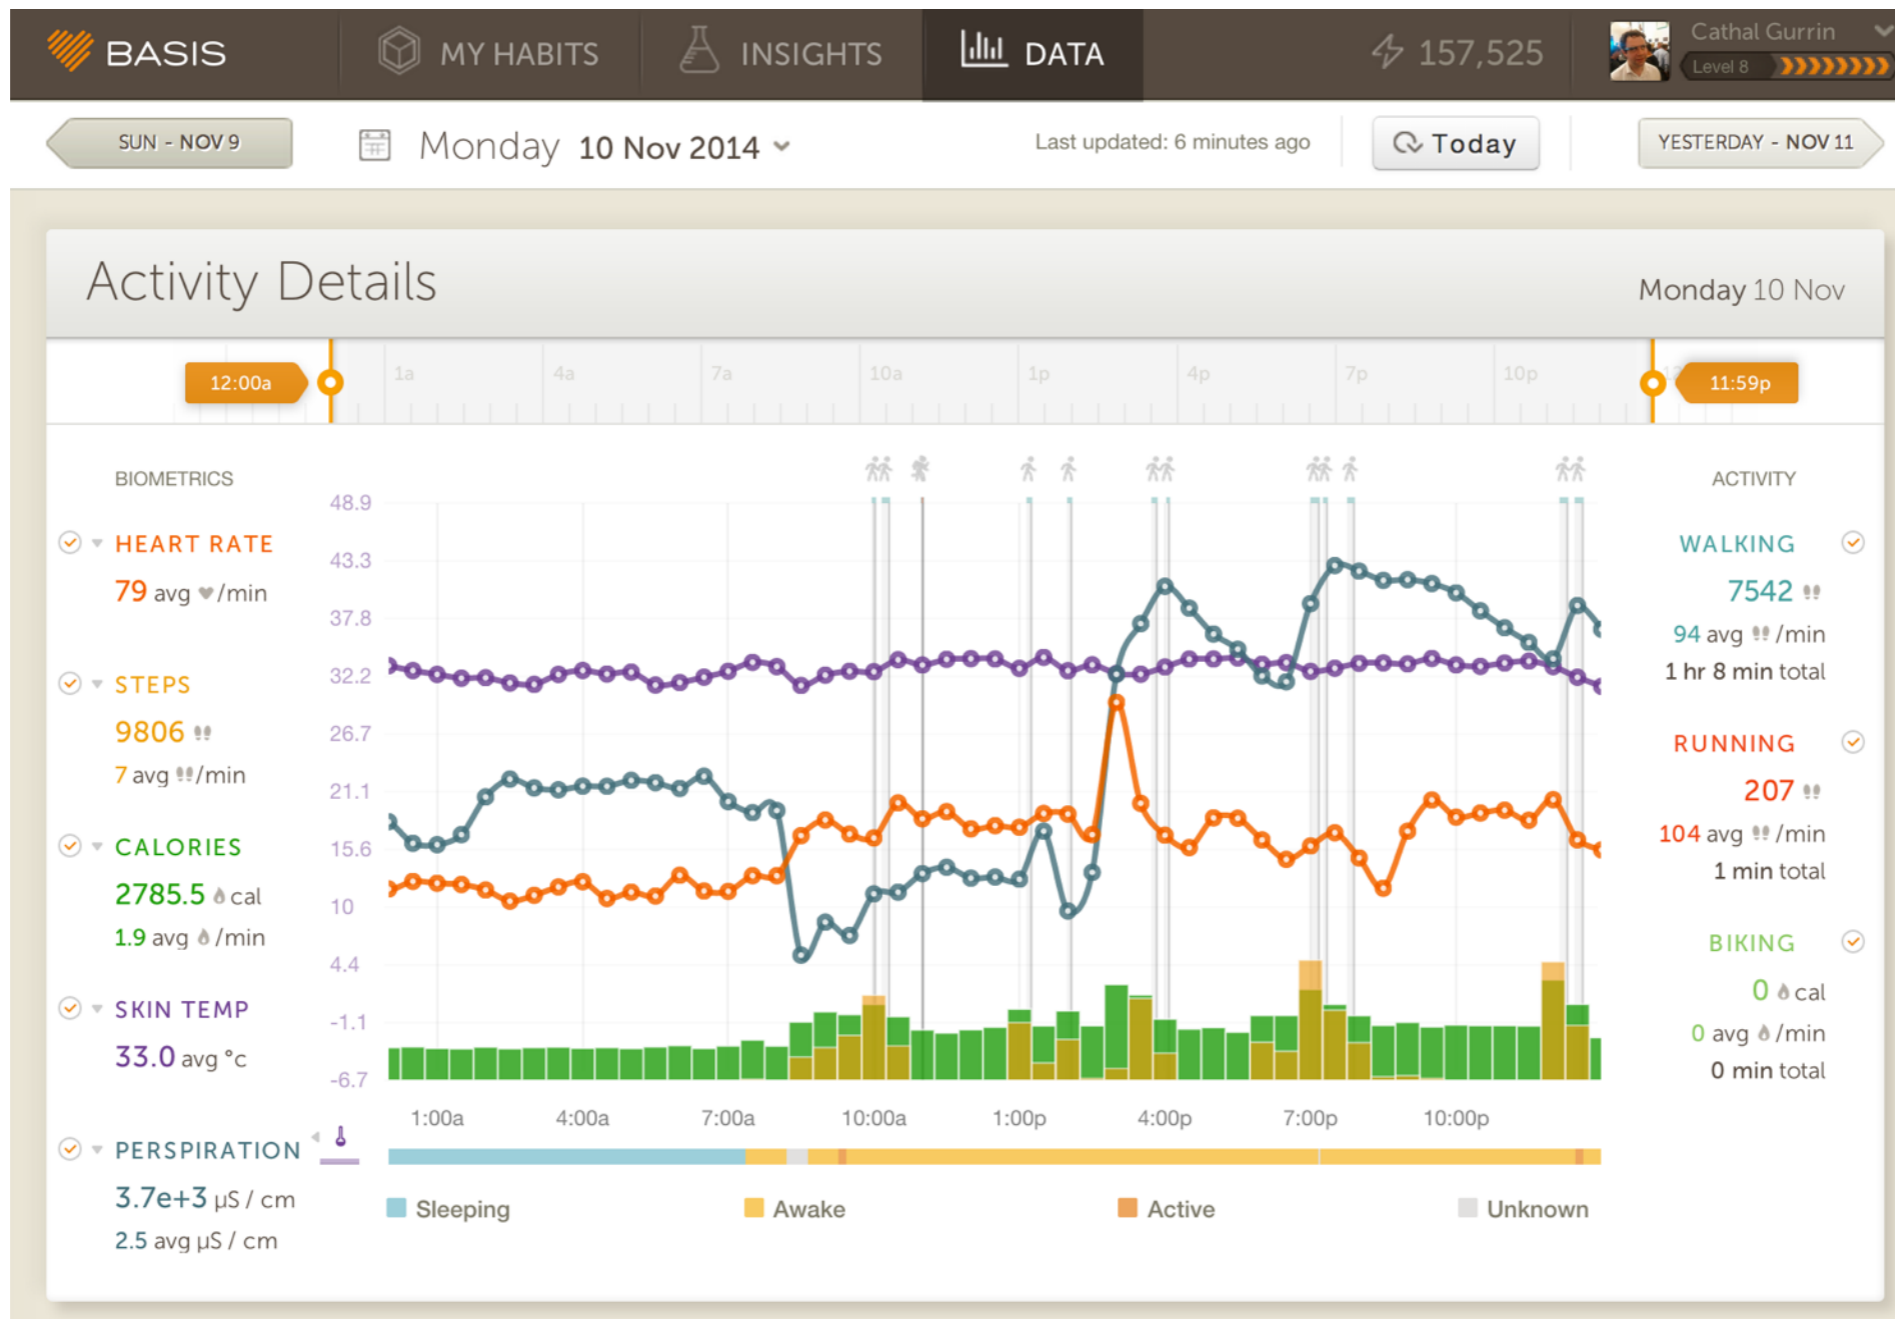 BASIS
MY HABITS
INSIGHTS
DATA
157,525
Cathal Gurrin
Level 8
SUN - NOV 9
Monday 10 Nov 2014
Last updated: 6 minutes ago
Today
YESTERDAY - NOV 11
Activity Details
Monday 10 Nov
12:00a
1a
4a
7a
10a
1p
4p
7p
10p
11:59p
BIOMETRICS
HEART RATE
79 avg ♥/min
STEPS
9806
7 avg /min
CALORIES
2785.5 cal
1.9 avg /min
SKIN TEMP
33.0 avg °c
PERSPIRATION
3.7e+3 µS / cm
2.5 avg µS / cm
48.9
43.3
37.8
32.2
26.7
21.1
15.6
10
4.4
-1.1
-6.7
1:00a
4:00a
7:00a
10:00a
1:00p
4:00p
7:00p
10:00p
Sleeping
Awake
Active
Unknown
ACTIVITY
WALKING
7542
94 avg /min
1 hr 8 min total
RUNNING
207
104 avg /min
1 min total
BIKING
0 cal
0 avg /min
0 min total